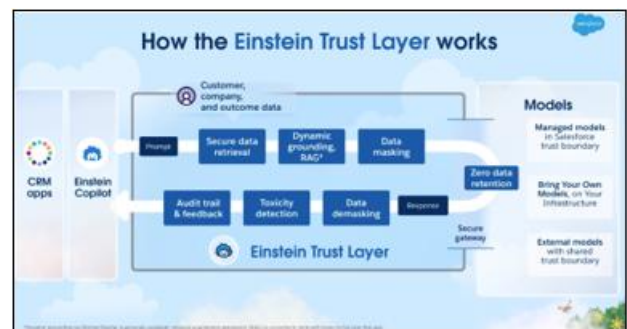 How the Einstein Trust Layer works
Customer,
company,
and outcome data
Models
CRM
apps
Einstein
Copilot
Prompt
Secure data
retrieval
Dynamic
grounding,
RAG*
Data
masking
Zero data
retention
Audit trail
& feedback
Toxicity
detection
Data
demasking
Response
Secure
gateway
Einstein Trust Layer
Managed models
in Salesforce
trust boundary
Bring Your Own
Models, on Your
Infrastructure
External models
with shared
trust boundary